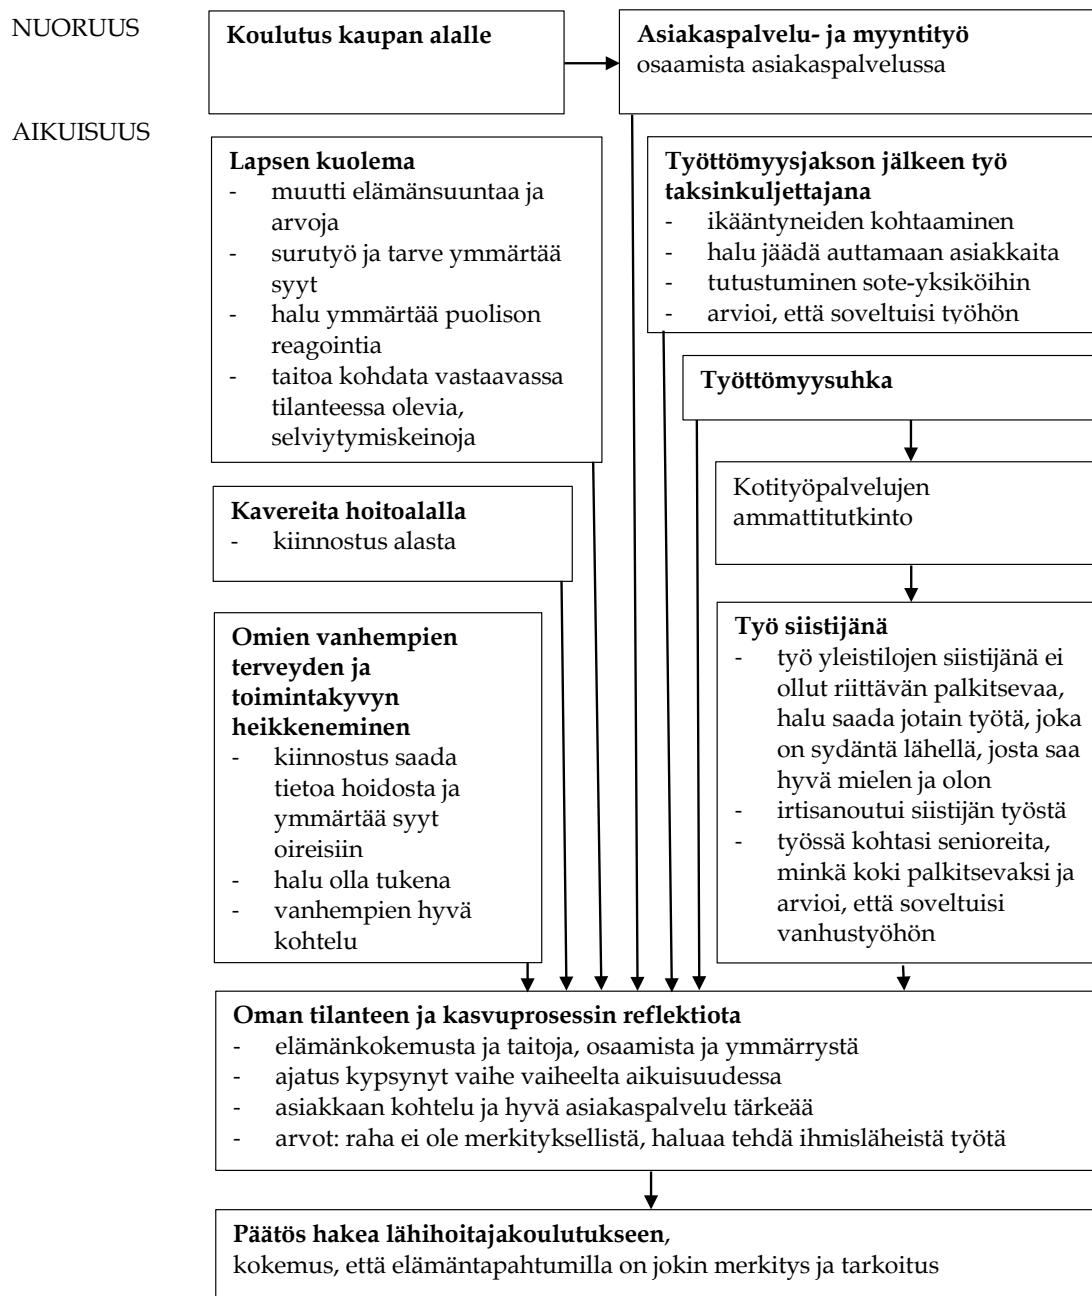 NUORUUS
Koulutus kaupan alalle
Asiakaspalvelu- ja myyntityö
osaamista asiakaspalvelussa
AIKUISUUS
Lapsen kuolema
- muutti elämänsuuntaa ja
arvoja
- surutyö ja tarve ymmärtää
syyt
- halu ymmärtää puolison
reagointia
- taitoa kohdata vastaavassa
tilanteessa olevia,
selviytymiskeinoja
Työttömyysjakson jälkeen työ
taksinkuljettajana
- ikääntyneiden kohtaaminen
- halu jäädä auttamaan asiakkaita
- tutustuminen sote-yksiköihin
- arvioi, että soveltuisi työhön
Työttömyysuhka
Kavereita hoitoalalla
- kiinnostus alasta
Kotityöpalvelujen
ammattitutkinto
Omien vanhempien
terveyden ja
toimintakyvyn
heikkeneminen
- kiinnostus saada
tietoa hoidosta ja
ymmärtää syyt
oireisiin
- halu olla tukena
- vanhempien hyvä
kohtelu
Työ siistijänä
- työ yleistilojen siistijänä ei
ollut riittävän palkitsevaa,
halu saada jotain työtä, joka
on sydäntä lähellä, josta saa
hyvä mielen ja olon
- irtisanoutui siistijän työstä
- työssä kohtasi senioreita,
minkä koki palkitsevaksi ja
arvioi, että soveltuisi
vanhustyöhön
Oman tilanteen ja kasvuprosessin reflektiota
- elämänkokemusta ja taitoja, osaamista ja ymmärrystä
- ajatus kypsynyt vaihe vaiheelta aikuisuudessa
- asiakkaan kohtelu ja hyvä asiakaspalvelu tärkeää
- arvot: raha ei ole merkityksellistä, haluaa tehdä ihmisläheistä työtä
Päätös hakea lähihoitajakoulutukseen,
kokemus, että elämäntapahtumilla on jokin merkitys ja tarkoitus